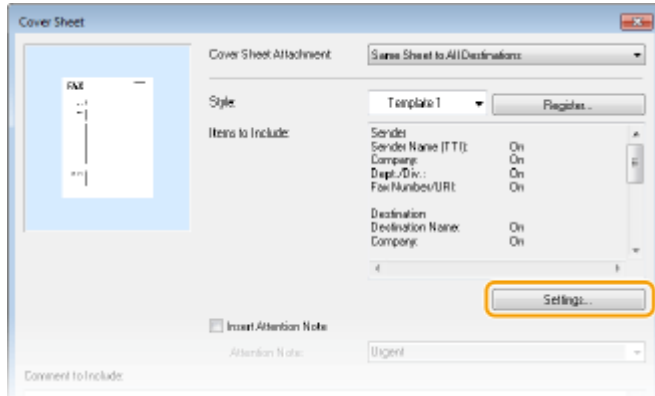 Cover Sheet
Cover Sheet Attachment
Same Sheet to All Destinations
FAX
Style:
Template 1
Register...
Items to Include:
Sender
Sender Name (TTI): On
Company: On
Dept./Div.: On
Fax Number/URI: On
Destination
Destination Name: On
Company: On
Settings...
Insert Attention Note
Attention Note:
Urgent
Comment to Include: